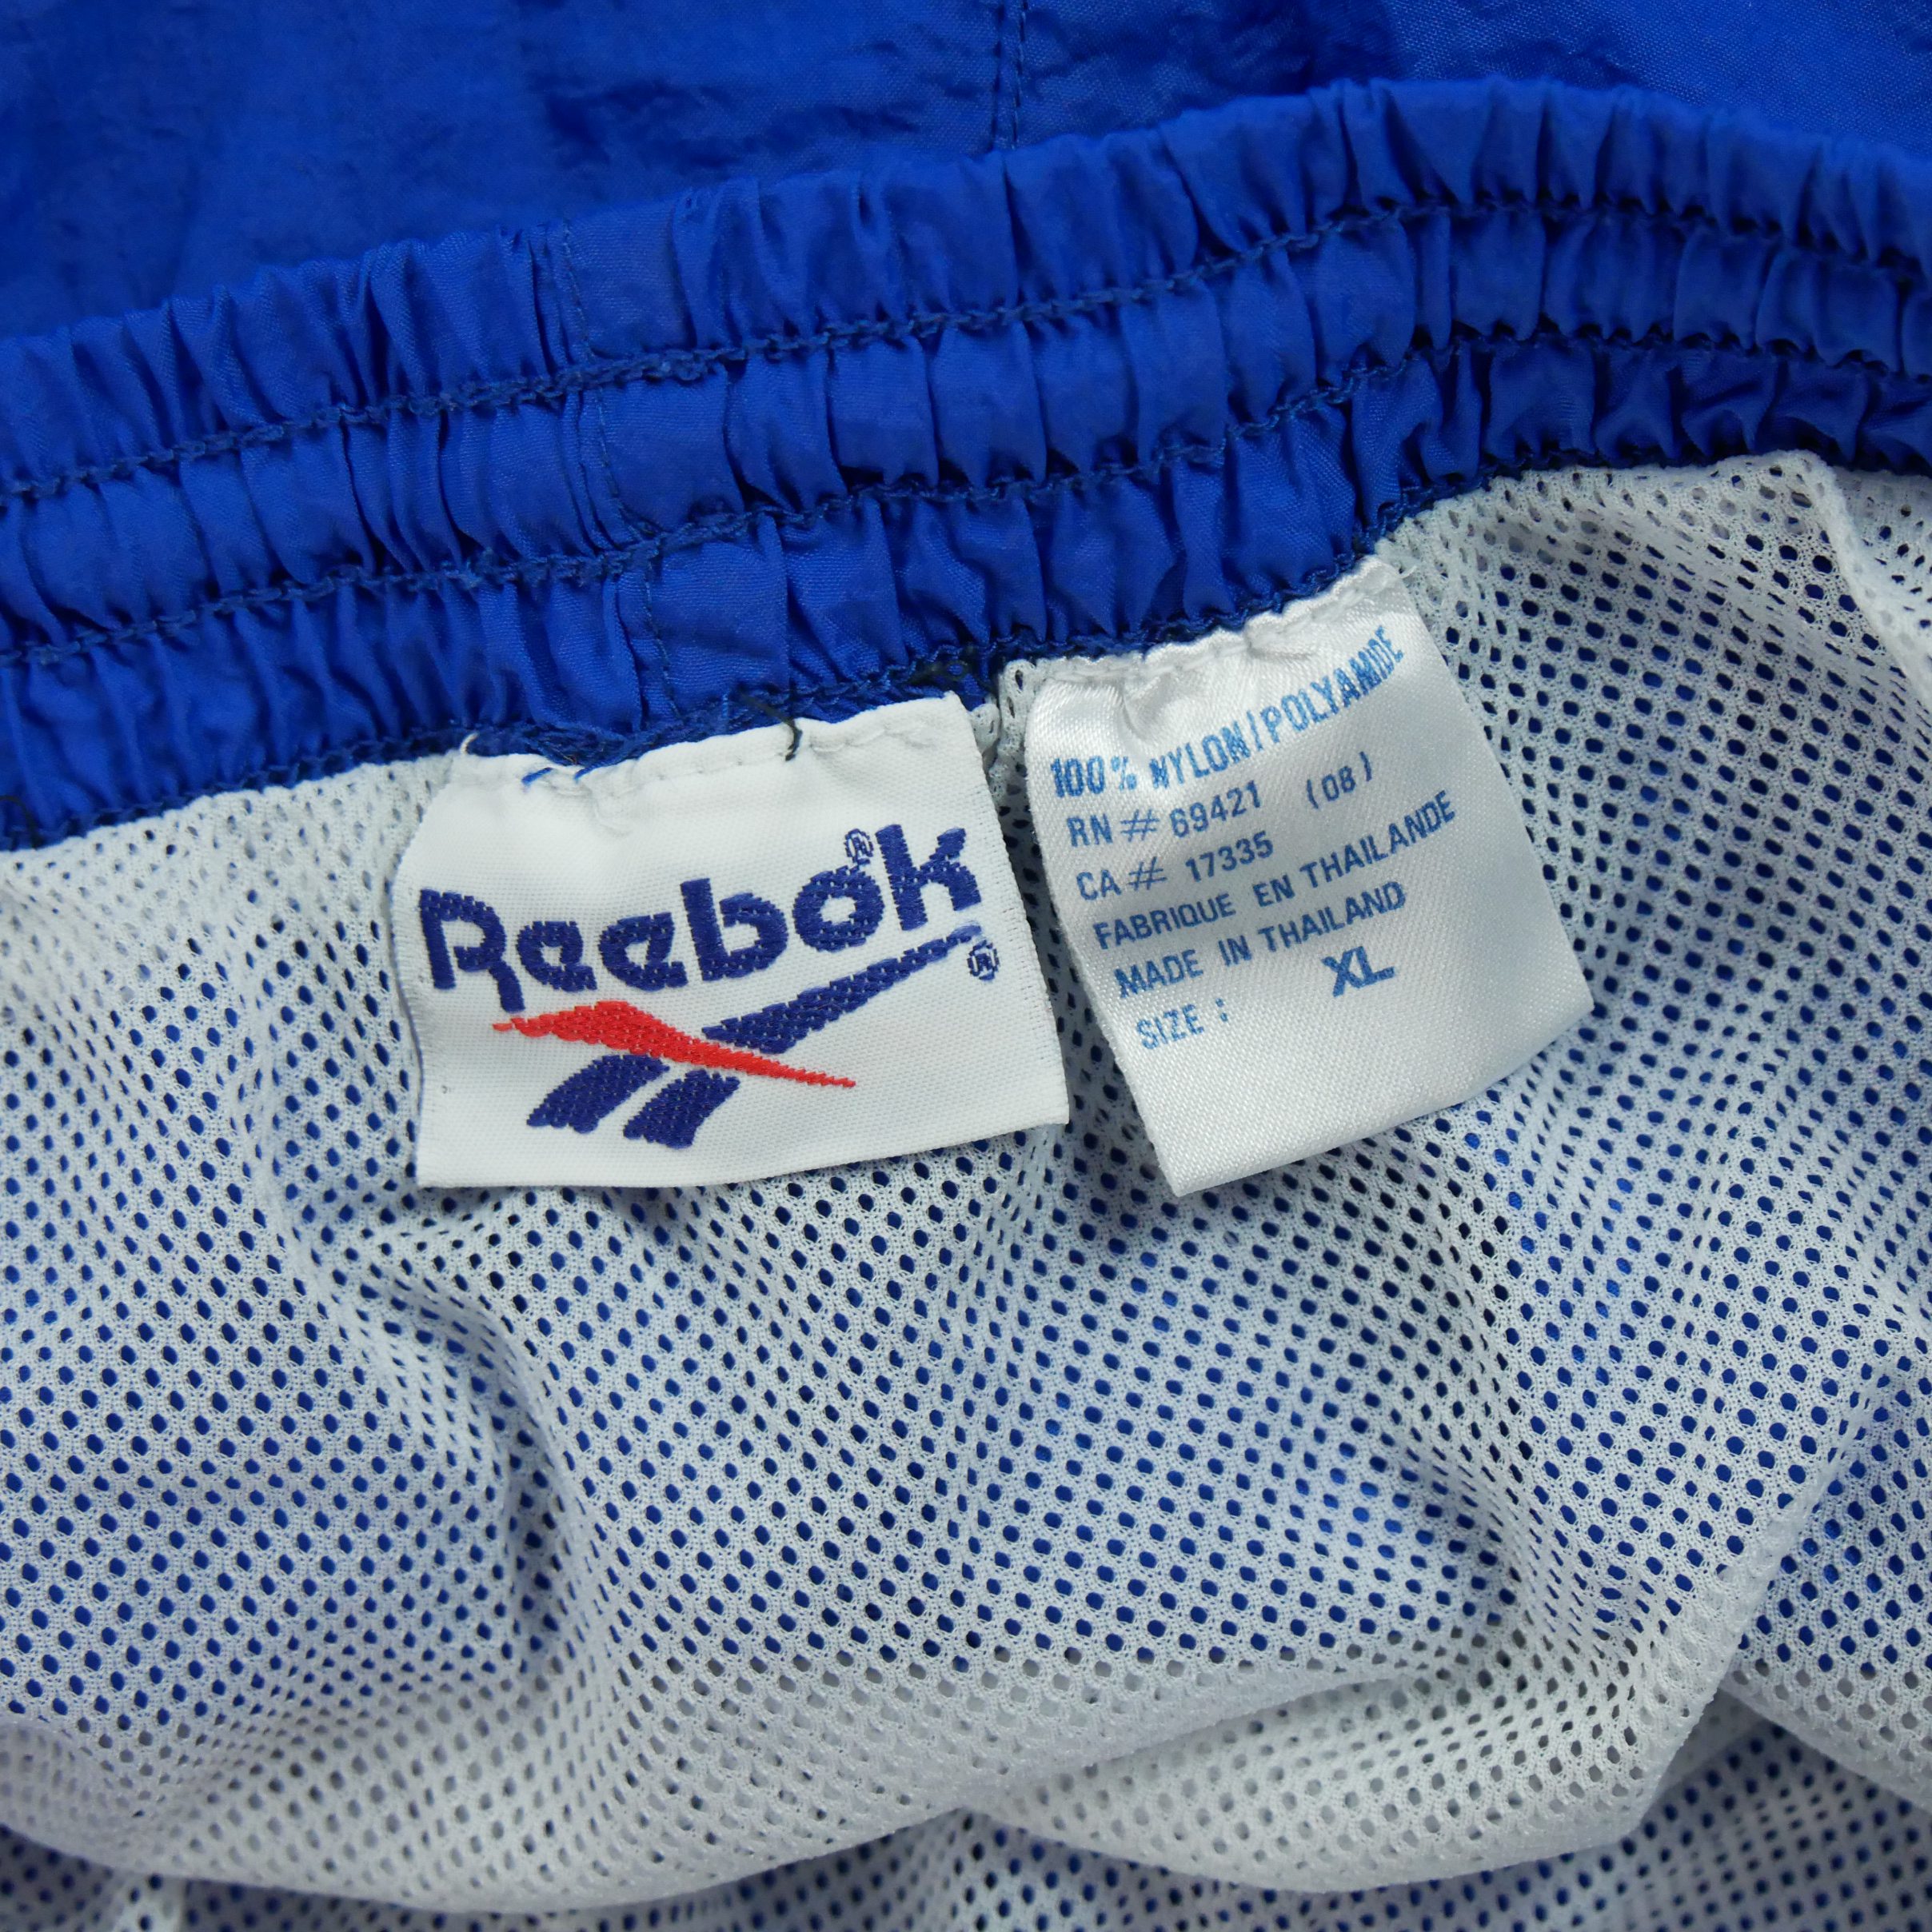 Reebok®
®
100% NYLON/POLYAMIDE
RN # 69421 (08)
CA # 17335
FABRIQUE EN THAILANDE
MADE IN THAILAND
SIZE : XL